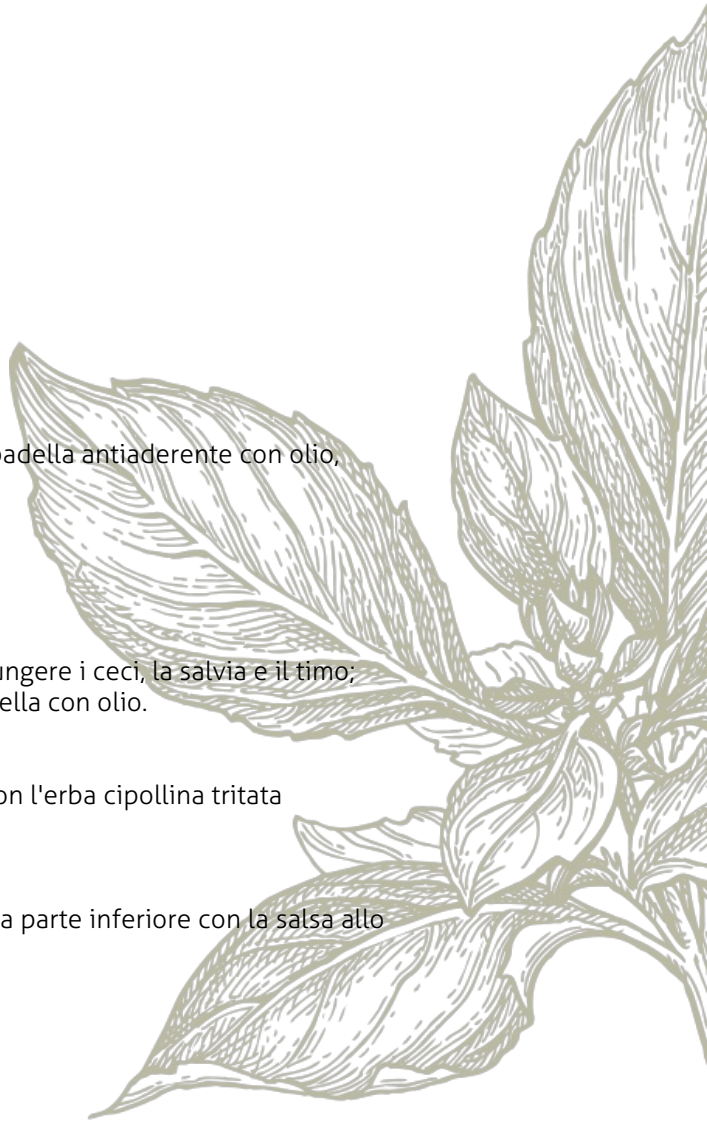 adella antiaderente con olio,
ungere i ceci, la salvia e il timo;
ella con olio.
on l'erba cipollina tritata
a parte inferiore con la salsa allo